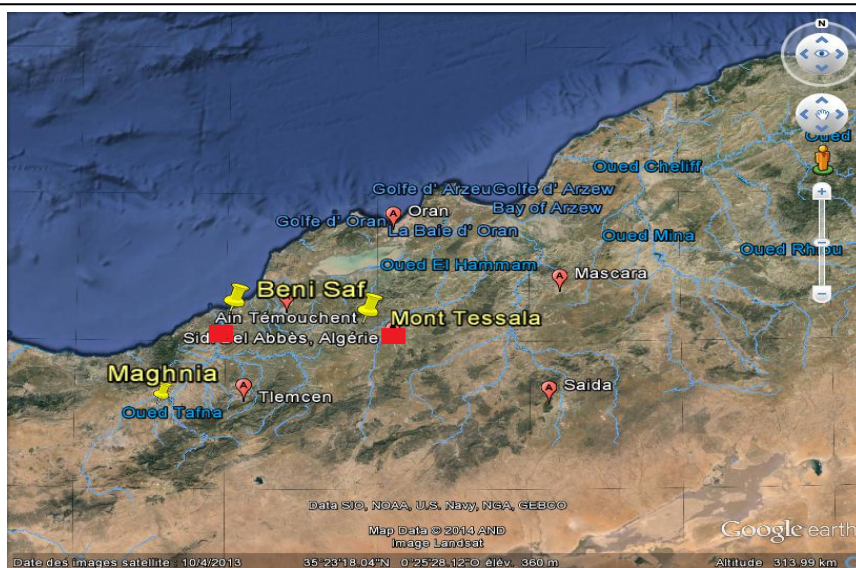 N
Oued
Oued Cheliff
Golfe d' Arzeu Golfe d' Arzew
Oran
Bay of Arzew
Golfe d' Oran
La Baie d' Oran
Oued Mina
Oued Rhiou
Oued El Hammam
Mascara
Beni Saf
Ain Témouchent
Mont Tessala
Sidi Bel Abbès, Algérie
Maghnia
Tlemcen
Saida
Oued Tafna
Data SIO, NOAA, U.S. Navy, NGA, GEBCO
Map Data © 2014 AND
Image Landsat
Google earth
Date des images satellite : 10/4/2013 35°23'18.04"N 0°25'28.12"O élév. 360 m Altitude 313.99 km